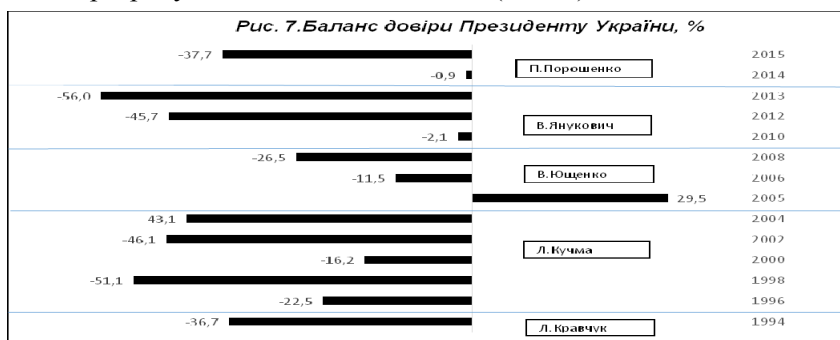 Рис. 7.Баланс довіри Президенту України, %
-37,7 2015
П.Порошенко
-0,9 2014
-56,0 2013
-45,7 2012
В.Янукович
-2,1 2010
-26,5 2008
В.Ющенко
-11,5 2006
29,5 2005
43,1 2004
-46,1 2002
Л.Кучма
-16,2 2000
-51,1 1998
-22,5 1996
-36,7 1994
Л.Кравчук